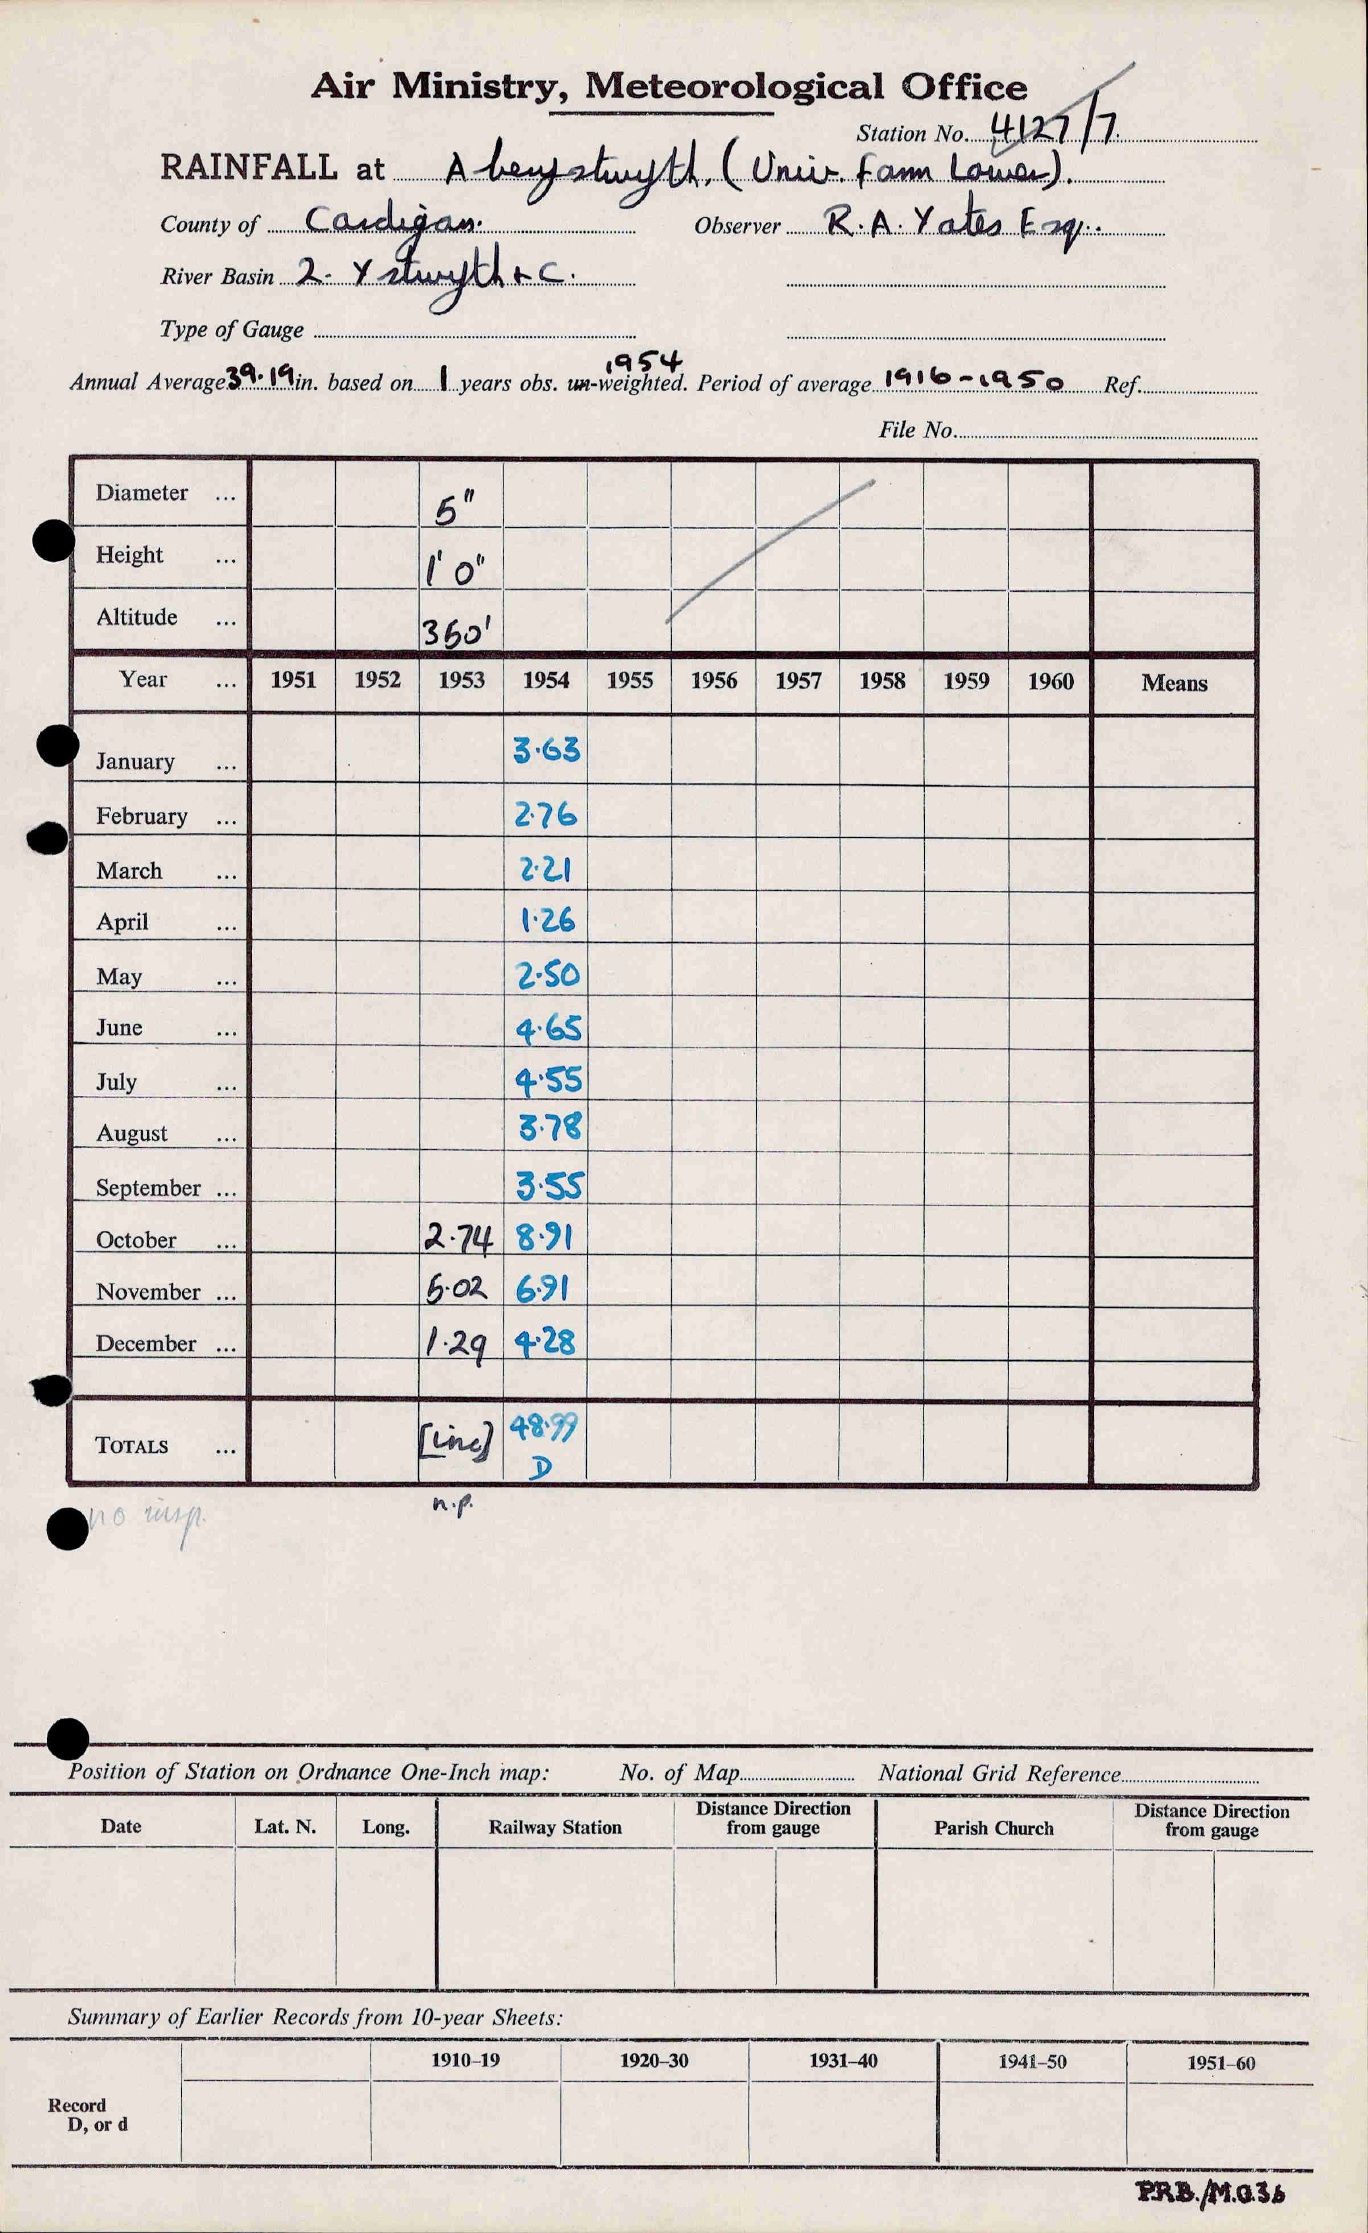 Air Ministry, Meteorological Office
Station No. 4127/7
RAINFALL at Aberystwyth, (Univ. Farm Lower).
County of Cardigan. Observer R. A. Yates Esq.
River Basin 2. Ystwyth & C.
Type of Gauge
1954
Annual Average 39.19 in. based on 1 years obs. un-weighted. Period of average 1916-1950 Ref.
File No.
Diameter ... 5"
Height ... 1' 0"
Altitude ... 350'
Year ... 1951 1952 1953 1954 1955 1956 1957 1958 1959 1960 Means
January ... 3.63
February ... 2.76
March ... 2.21
April ... 1.26
May ... 2.50
June ... 4.65
July ... 4.55
August ... 3.78
September ... 3.55
October ... 2.74 8.91
November ... 5.02 6.91
December ... 1.29 4.28
TOTALS ... [inc] 48.99
D
no insp. n.p.
Position of Station on Ordnance One-Inch map: No. of Map National Grid Reference
Date Lat. N. Long. Railway Station Distance Direction from gauge Parish Church Distance Direction from gauge
Summary of Earlier Records from 10-year Sheets:
1910–19 1920–30 1931–40 1941–50 1951–60
Record
D, or d
P.R.B./M.O.36